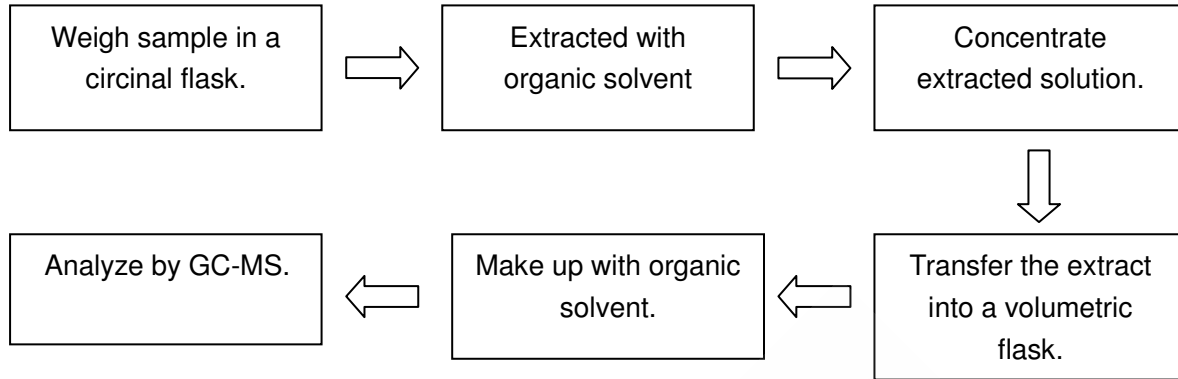 Weigh sample in a
circinal flask.
Extracted with
organic solvent
Concentrate
extracted solution.
Transfer the extract
into a volumetric
flask.
Make up with organic
solvent.
Analyze by GC-MS.